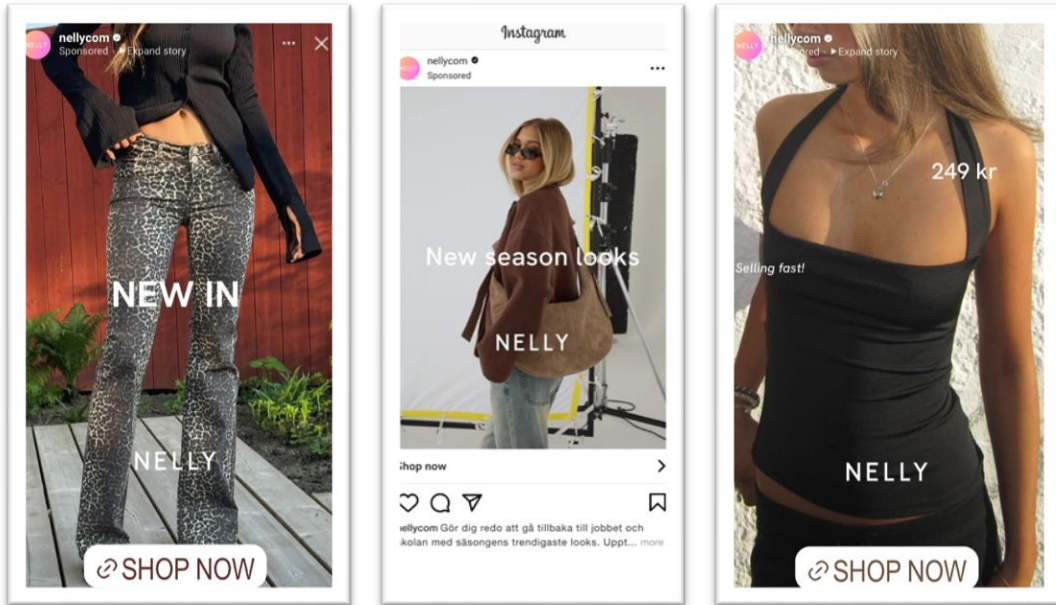 nellycom
Sponsored · Expand story
NEW IN
NELLY
SHOP NOW
Instagram
nellycom
Sponsored
New season looks
NELLY
Shop now
nellycom Gör dig redo att gå tillbaka till jobbet och
skolan med säsongens trendigaste looks. Uppt... more
nellycom
Sponsored · Expand story
249 kr
Selling fast!
NELLY
SHOP NOW